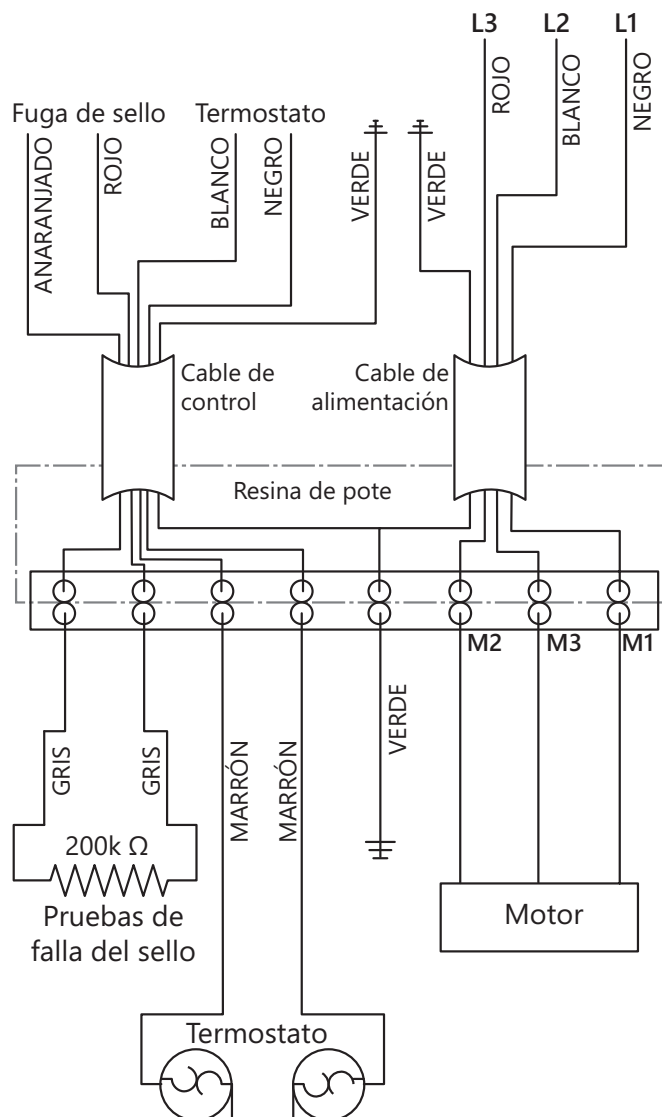 L3 L2 L1
ROJO
BLANCO
NEGRO
Fuga de sello
Termostato
ANARANJADO
ROJO
BLANCO
NEGRO
VERDE
VERDE
Cable de
control
Cable de
alimentación
Resina de pote
M2 M3 M1
GRIS
GRIS
MARRÓN
MARRÓN
VERDE
200k Ω
Pruebas de
falla del sello
Motor
Termostato